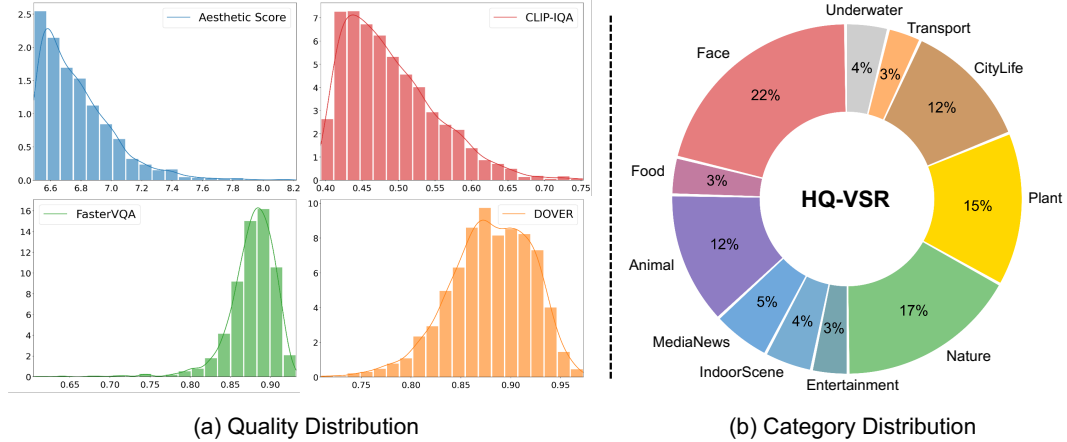 Aesthetic Score
2.5
2.0
1.5
1.0
0.5
0.0
6.6 6.8 7.0 7.2 7.4 7.6 7.8 8.0 8.2
CLIP-IQA
7
6
5
4
3
2
1
0
0.40 0.45 0.50 0.55 0.60 0.65 0.70 0.75
FasterVQA
16
14
12
10
8
6
4
2
0
0.65 0.70 0.75 0.80 0.85 0.90
DOVER
10
8
6
4
2
0
0.75 0.80 0.85 0.90 0.95
(a) Quality Distribution
Underwater
4%
Transport
3%
CityLife
12%
Plant
15%
Nature
17%
Entertainment
3%
IndoorScene
4%
MediaNews
5%
Animal
12%
Food
3%
Face
22%
HQ-VSR
(b) Category Distribution